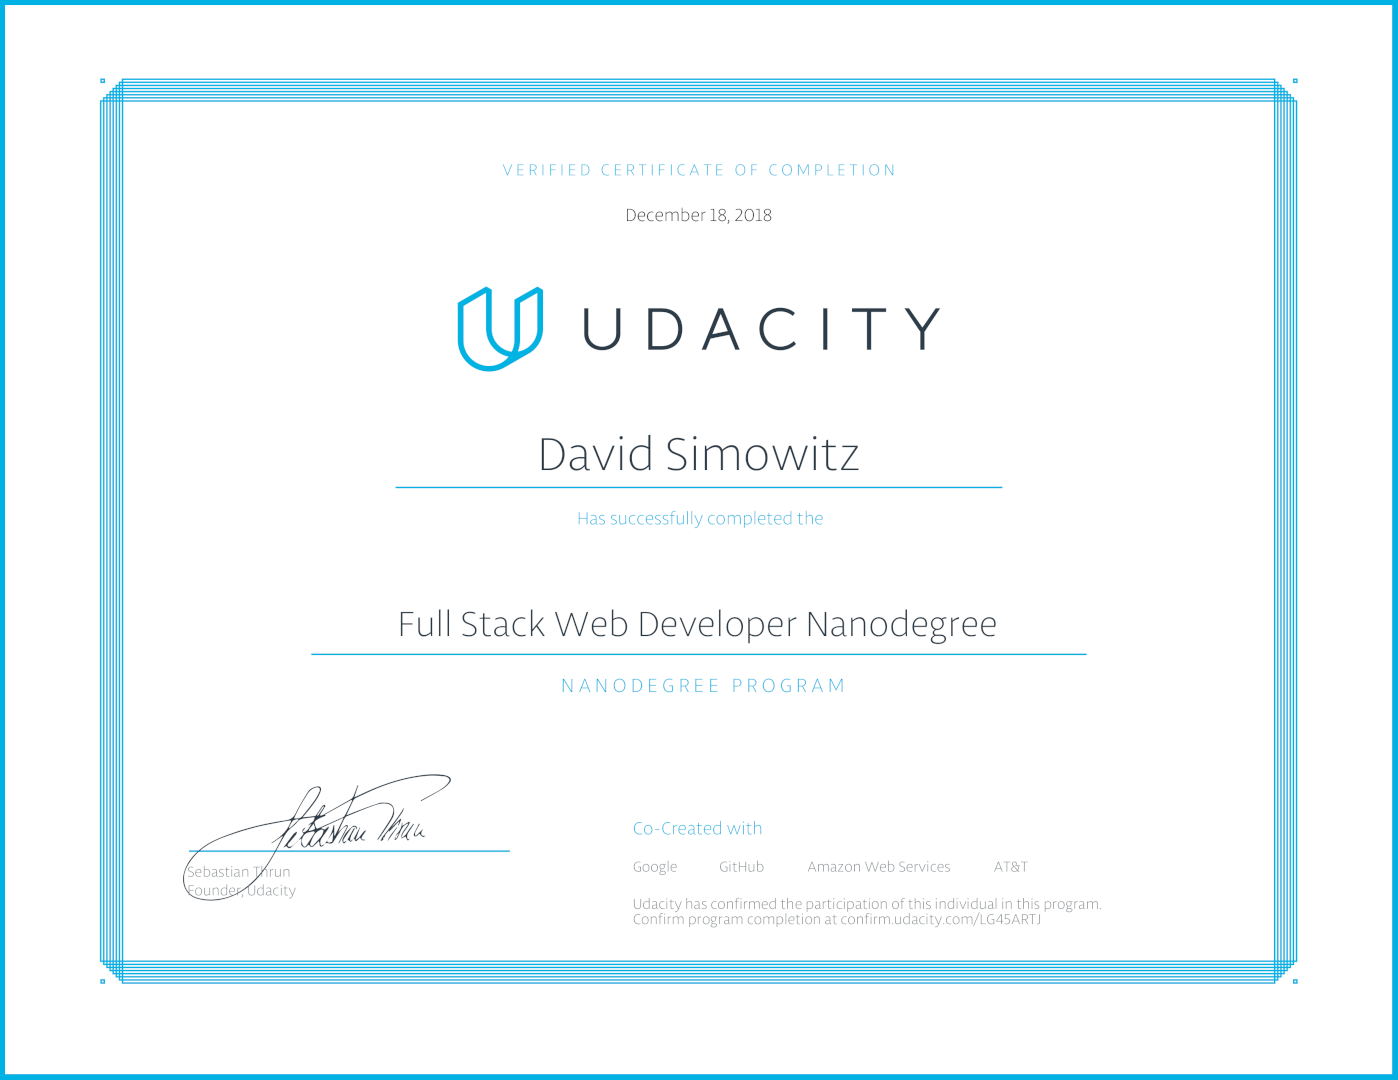 VERIFIED CERTIFICATE OF COMPLETION
December 18, 2018
UDACITY
David Simowitz
Has successfully completed the
Full Stack Web Developer Nanodegree
NANODEGREE PROGRAM
Sebastian Thrun
Sebastian Thrun
Founder, Udacity
Co-Created with
Google GitHub Amazon Web Services AT&T
Udacity has confirmed the participation of this individual in this program.
Confirm program completion at confirm.udacity.com/LG45ARTJ